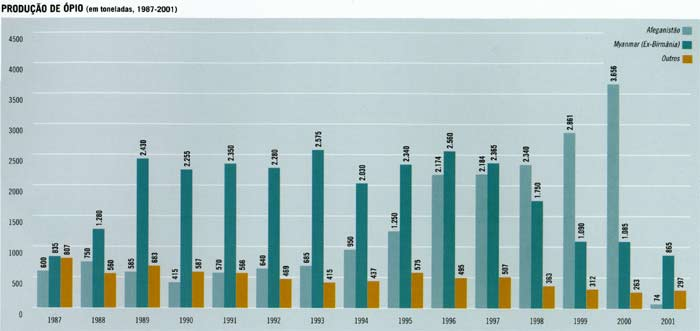 PRODUÇÃO DE ÓPIO (em toneladas, 1987-2001)
Afeganistão
Myanmar (Ex-Birmânia)
Outros
4500
4000
3500
3000
2500
2000
1500
1000
500
0
600 835 807
750 1.280 560
585 2.430 683
415 2.255 587
570 2.350 566
640 2.280 489
685 2.575 415
950 2.030 437
1.250 2.340 575
2.174 2.560 495
2.184 2.365 507
2.340 1.750 363
2.861 1.090 312
3.656 1.085 263
74 865 297
1987 1988 1989 1990 1991 1992 1993 1994 1995 1996 1997 1998 1999 2000 2001